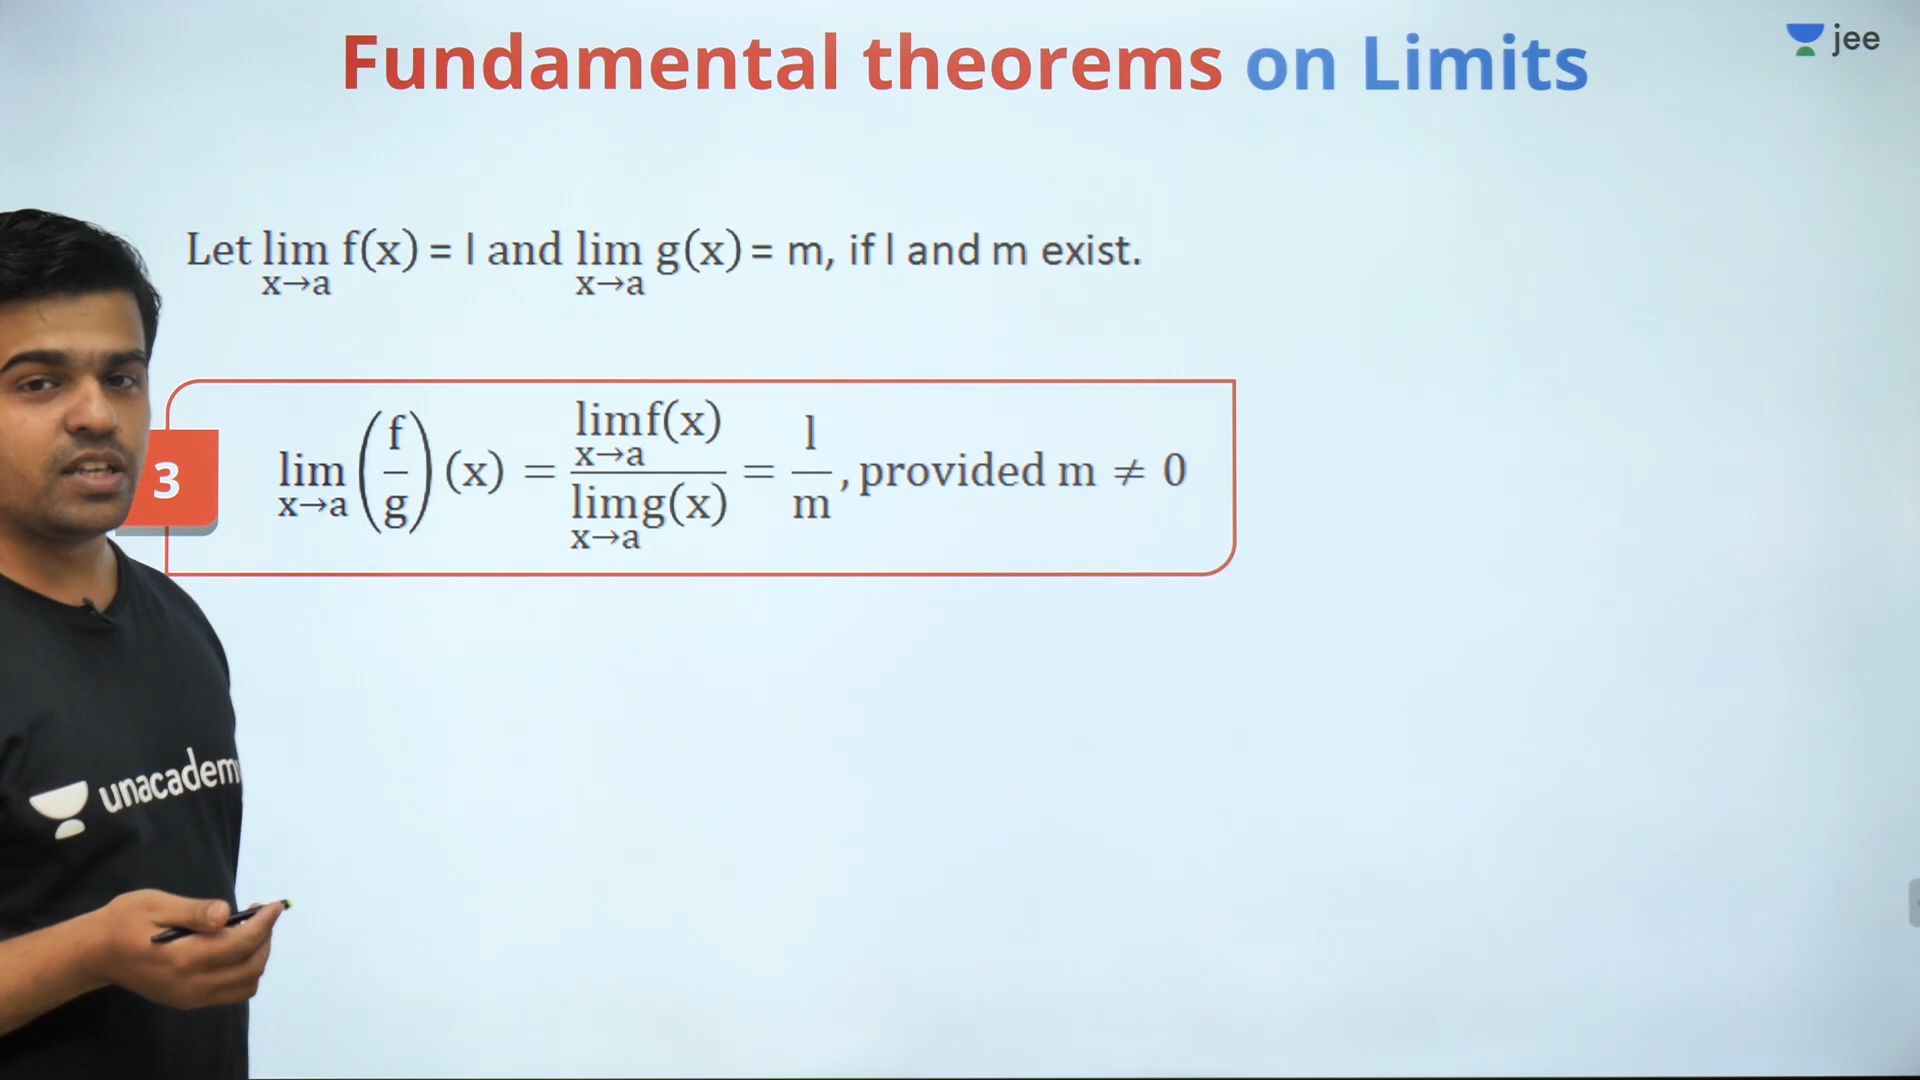 Fundamental theorems on Limits
jee
Let lim f(x) = l and lim g(x) = m, if l and m exist.
x→a x→a
3
lim (f/g) (x) = lim f(x) / lim g(x) = l/m, provided m ≠ 0
x→a x→a x→a
unacadem